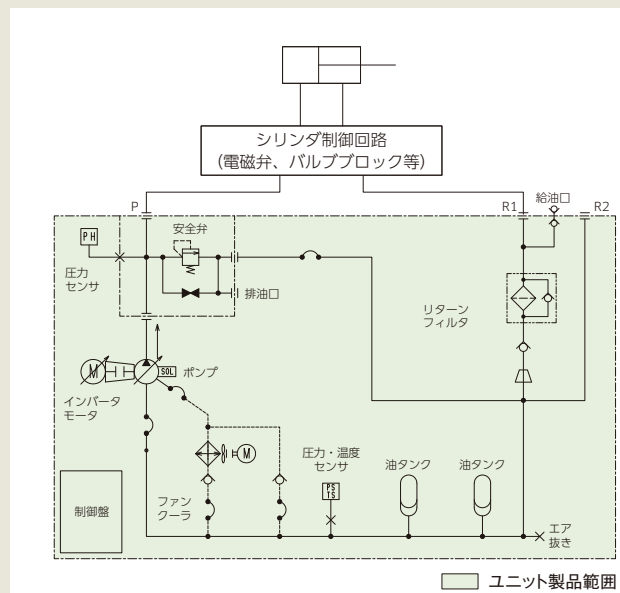 シリンダ制御回路
(電磁弁、バルブブロック等)
P
R1
給油口
R2
PH
安全弁
圧力
センサ
排油口
リターン
フィルタ
M
SOL
ポンプ
インバータ
モータ
M
圧力・温度
センサ
油タンク
油タンク
PS
TS
制御盤
ファン
クーラ
エア
抜き
ユニット製品範囲